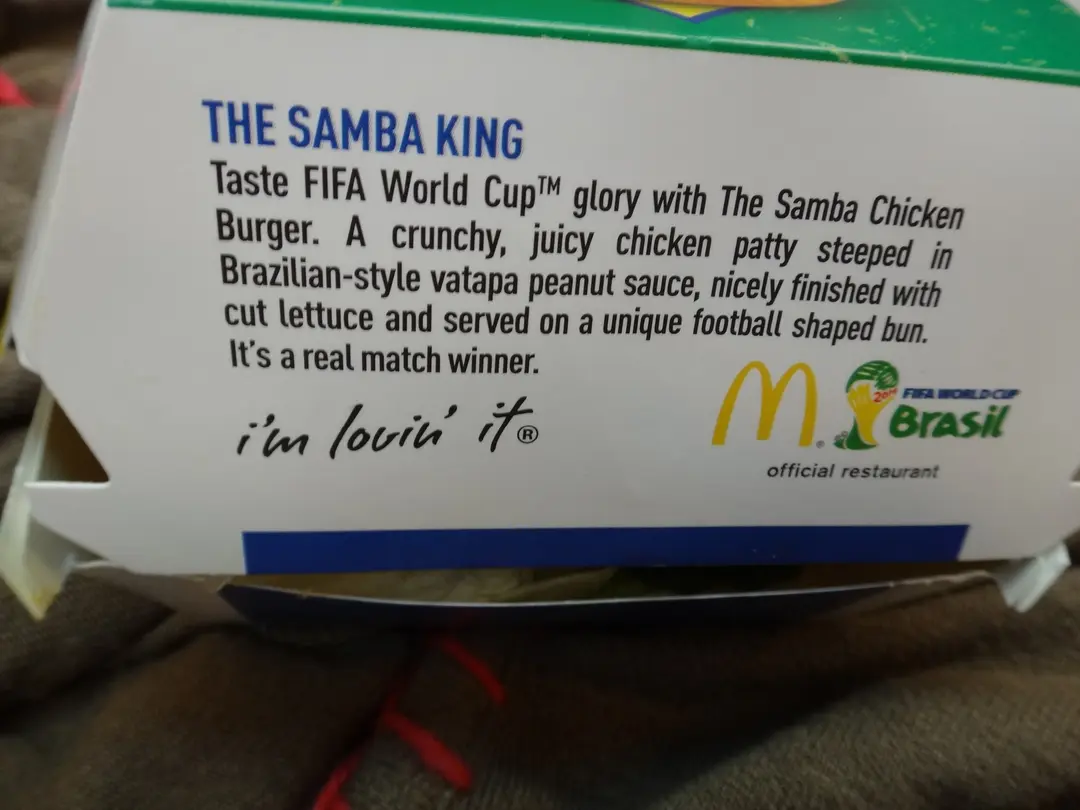 THE SAMBA KING
Taste FIFA World Cup™ glory with The Samba Chicken
Burger. A crunchy, juicy chicken patty steeped in
Brazilian-style vatapa peanut sauce, nicely finished with
cut lettuce and served on a unique football shaped bun.
It's a real match winner.
i'm lovin' it®
2014 FIFA WORLD CUP
Brasil
official restaurant